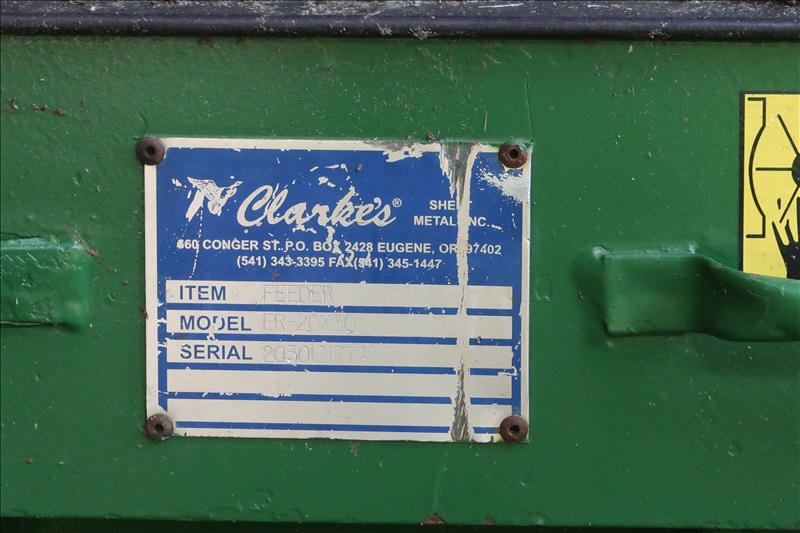 Clarke's®
METAL INC.
660 CONGER ST. P.O. BOX 2428 EUGENE, OR 97402
(541) 343-3395 FAX(541) 345-1447
ITEM FEEDER
MODEL ER-20X30
SERIAL